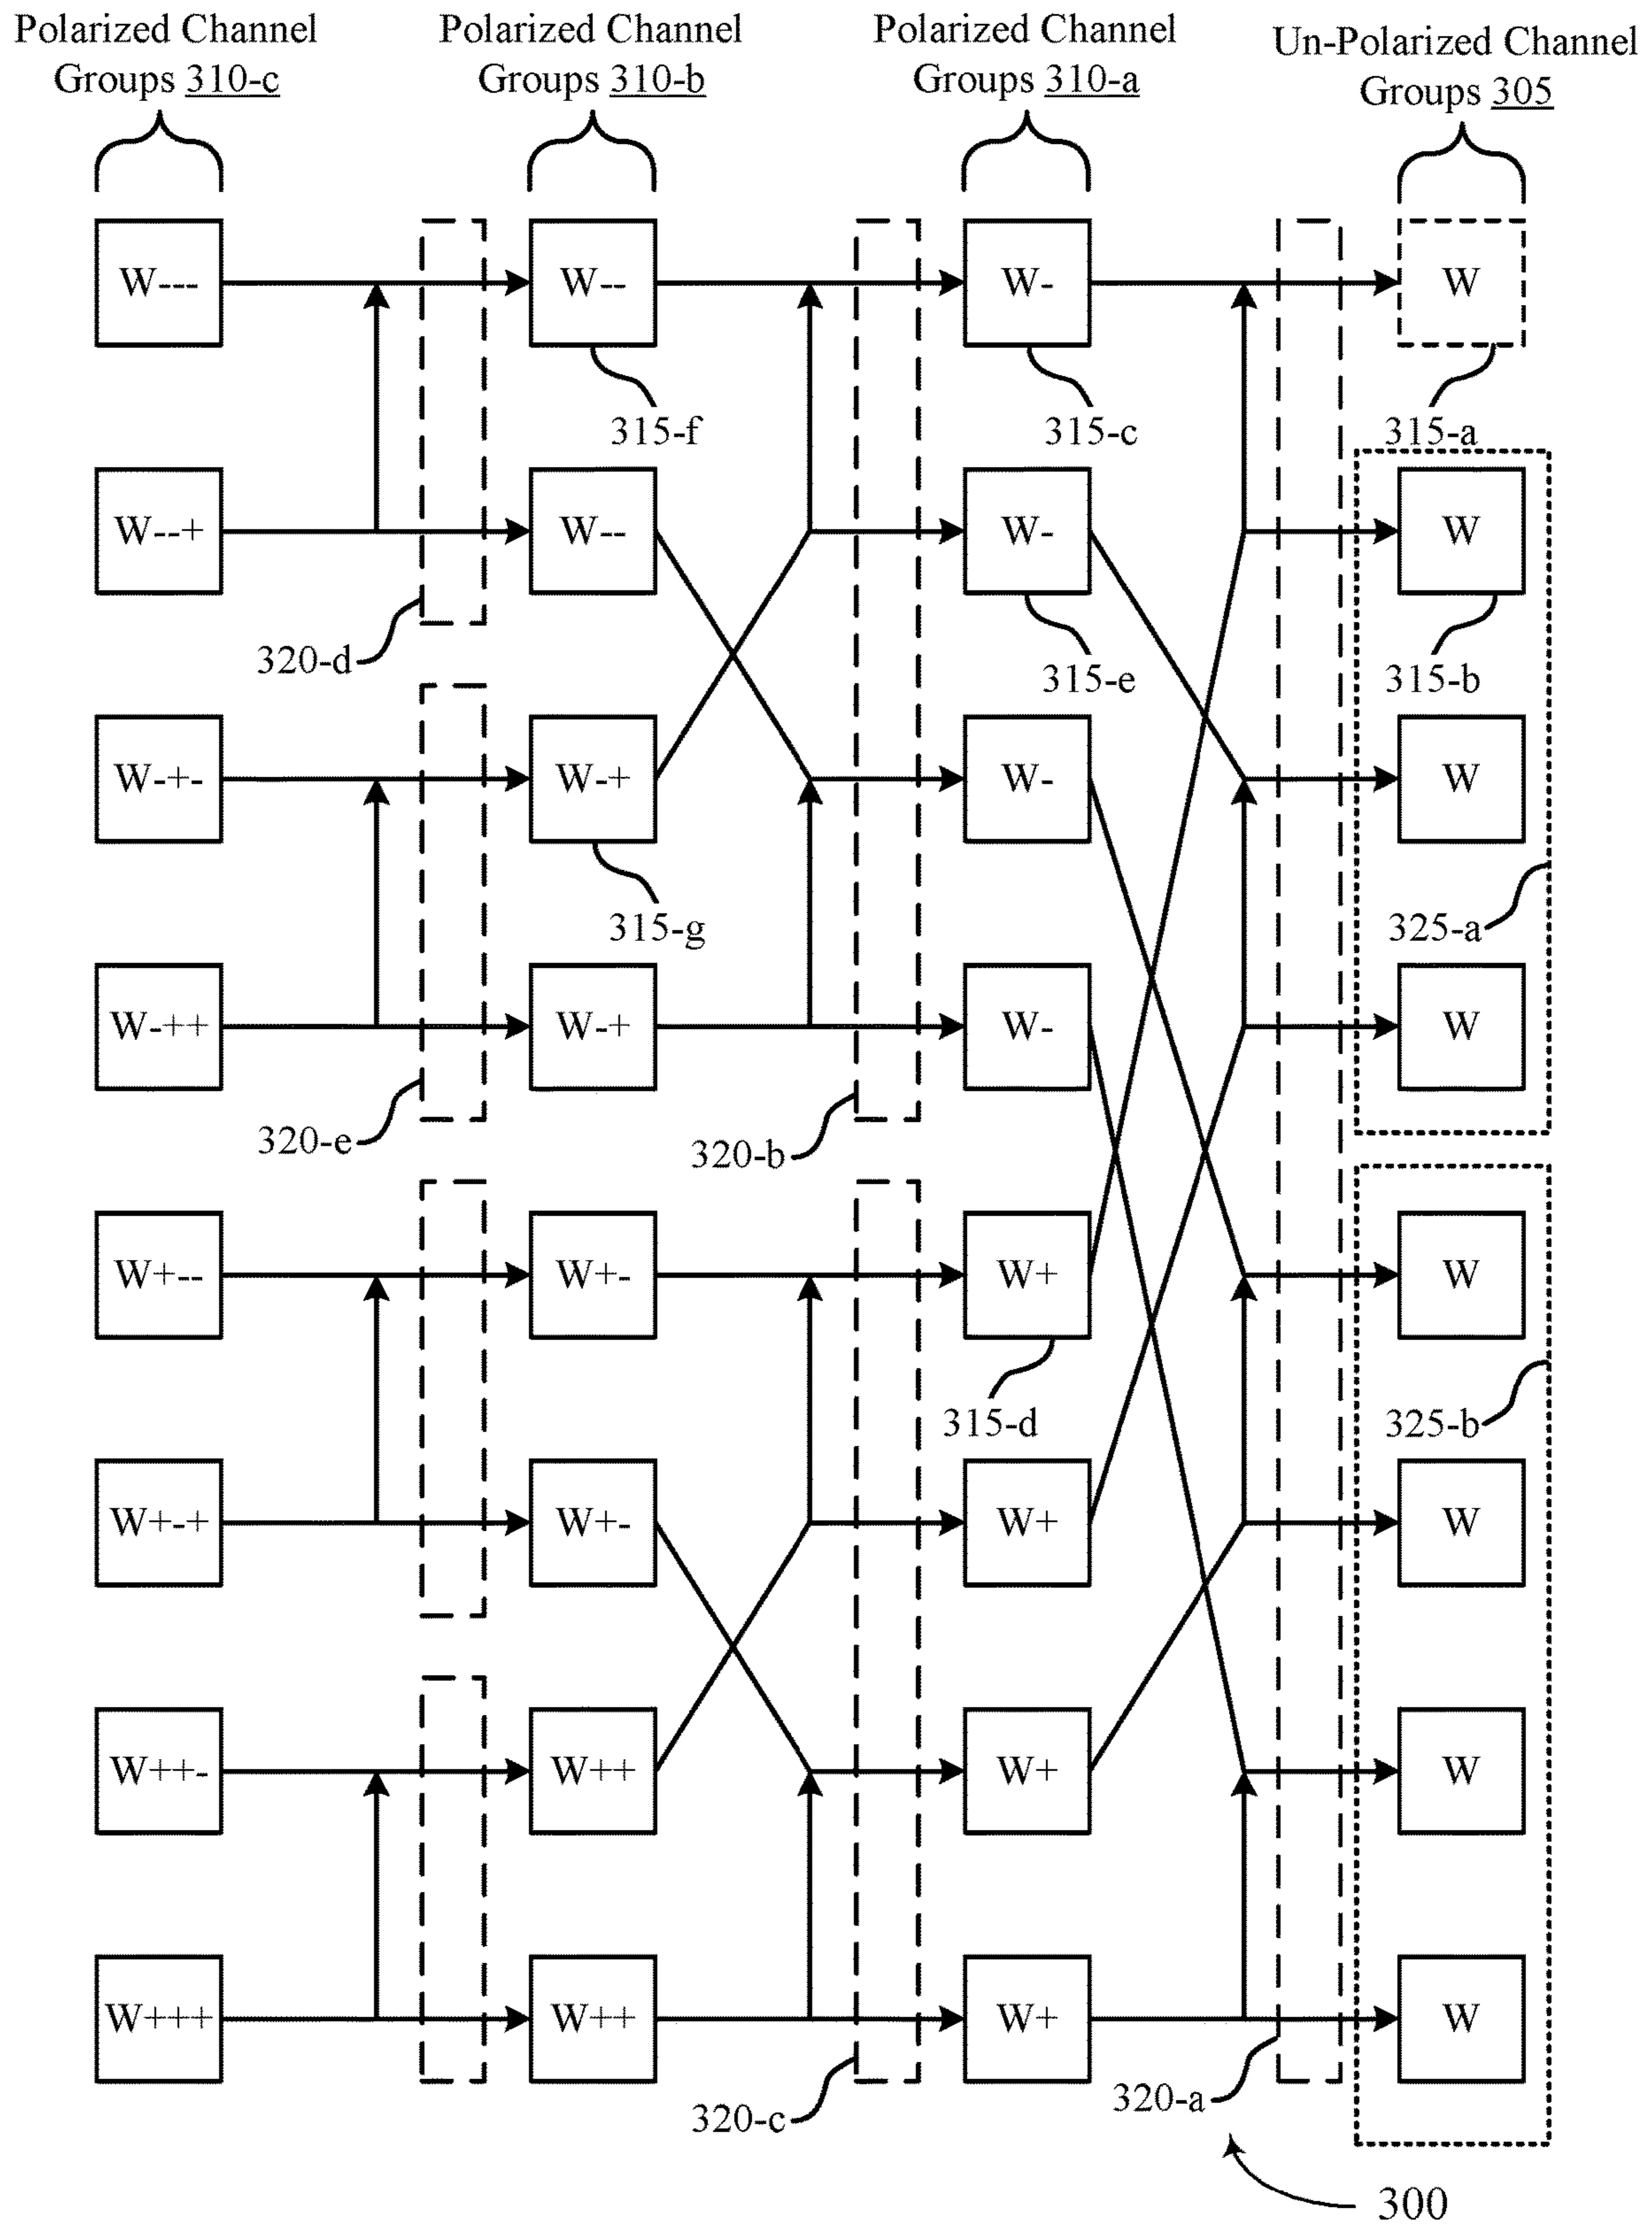 Polarized Channel
Groups 310-c
Polarized Channel
Groups 310-b
Polarized Channel
Groups 310-a
Un-Polarized Channel
Groups 305
W---
W--
W-
W
315-f
315-c
315-a
W--+
W--
W-
W
320-d
315-e
315-b
W-+-
W-+
W-
W
315-g
325-a
W-++
W-+
W-
W
320-e
320-b
W+--
W+-
W+
W
315-d
325-b
W+-+
W+-
W+
W
W++-
W++
W+
W
W+++
W++
W+
W
320-c
320-a
300